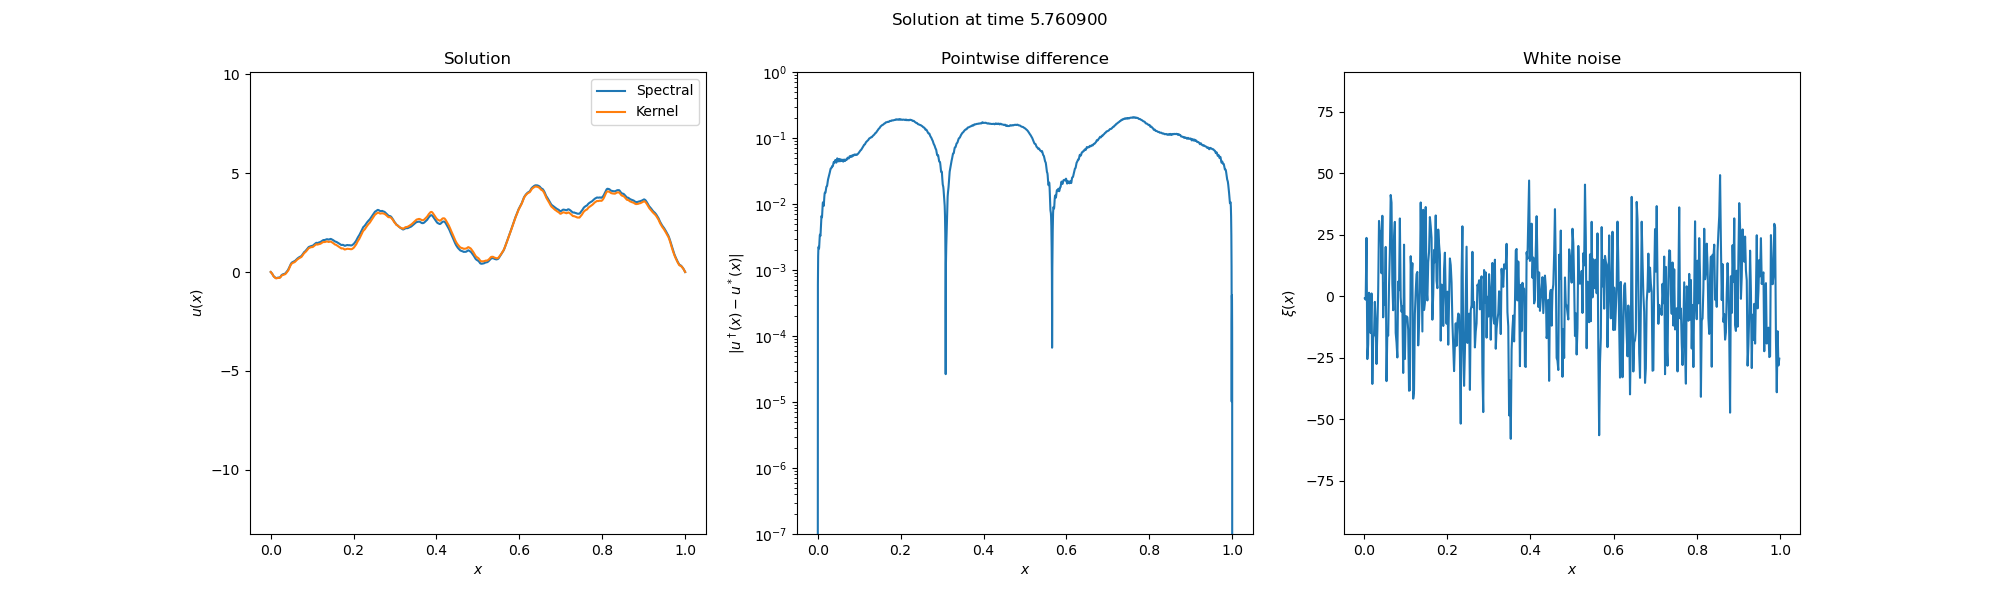 Solution at time 5.760900
Solution
10
5
0
−5
−10
0.0 0.2 0.4 0.6 0.8 1.0
x
u(x)
Spectral
Kernel
Pointwise difference
10⁰
10⁻¹
10⁻²
10⁻³
10⁻⁴
10⁻⁵
10⁻⁶
10⁻⁷
0.0 0.2 0.4 0.6 0.8 1.0
x
|u†(x) − u*(x)|
White noise
75
50
25
0
−25
−50
−75
0.0 0.2 0.4 0.6 0.8 1.0
x
ξ(x)